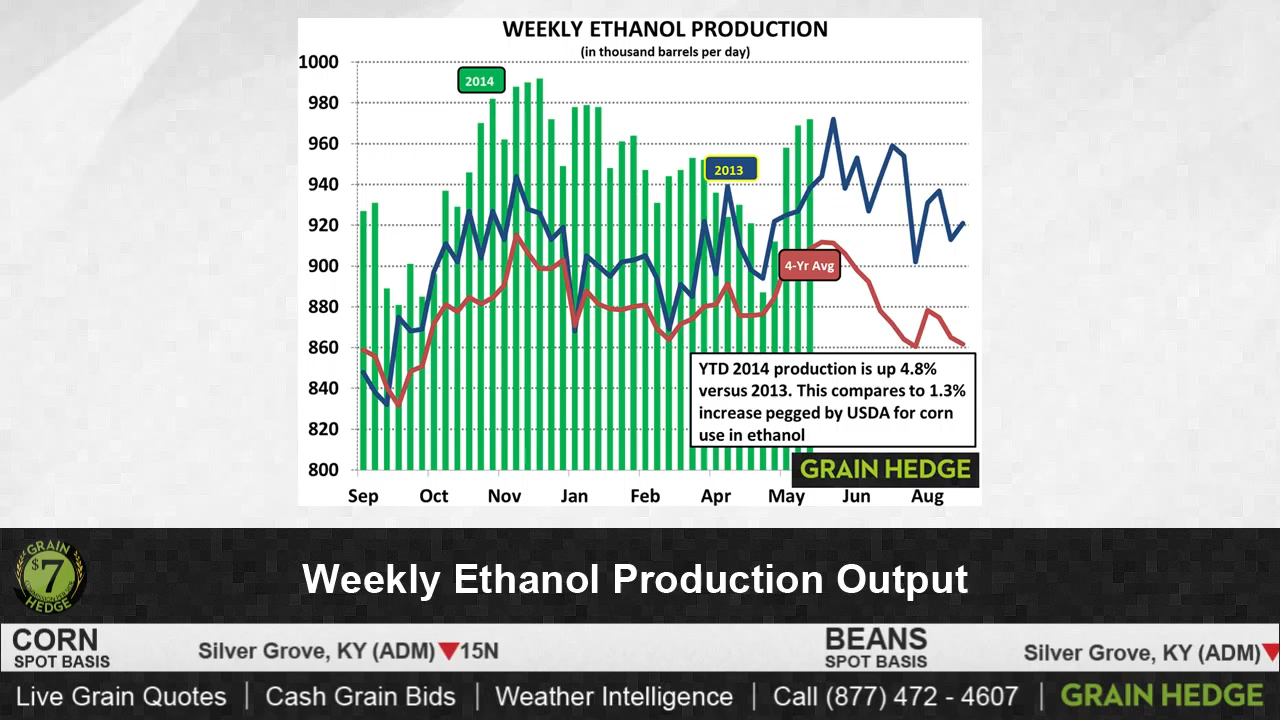 WEEKLY ETHANOL PRODUCTION
(in thousand barrels per day)
1000
980
960
940
920
900
880
860
840
820
800
2014
2013
4-Yr Avg
YTD 2014 production is up 4.8%
versus 2013. This compares to 1.3%
increase pegged by USDA for corn
use in ethanol
GRAIN HEDGE
Sep Oct Nov Jan Feb Apr May Jun Aug
GRAIN
$7
HEDGE
Weekly Ethanol Production Output
CORN
SPOT BASIS
Silver Grove, KY (ADM) 15N
BEANS
SPOT BASIS
Silver Grove, KY (ADM)
Live Grain Quotes | Cash Grain Bids | Weather Intelligence | Call (877) 472 - 4607 | GRAIN HEDGE